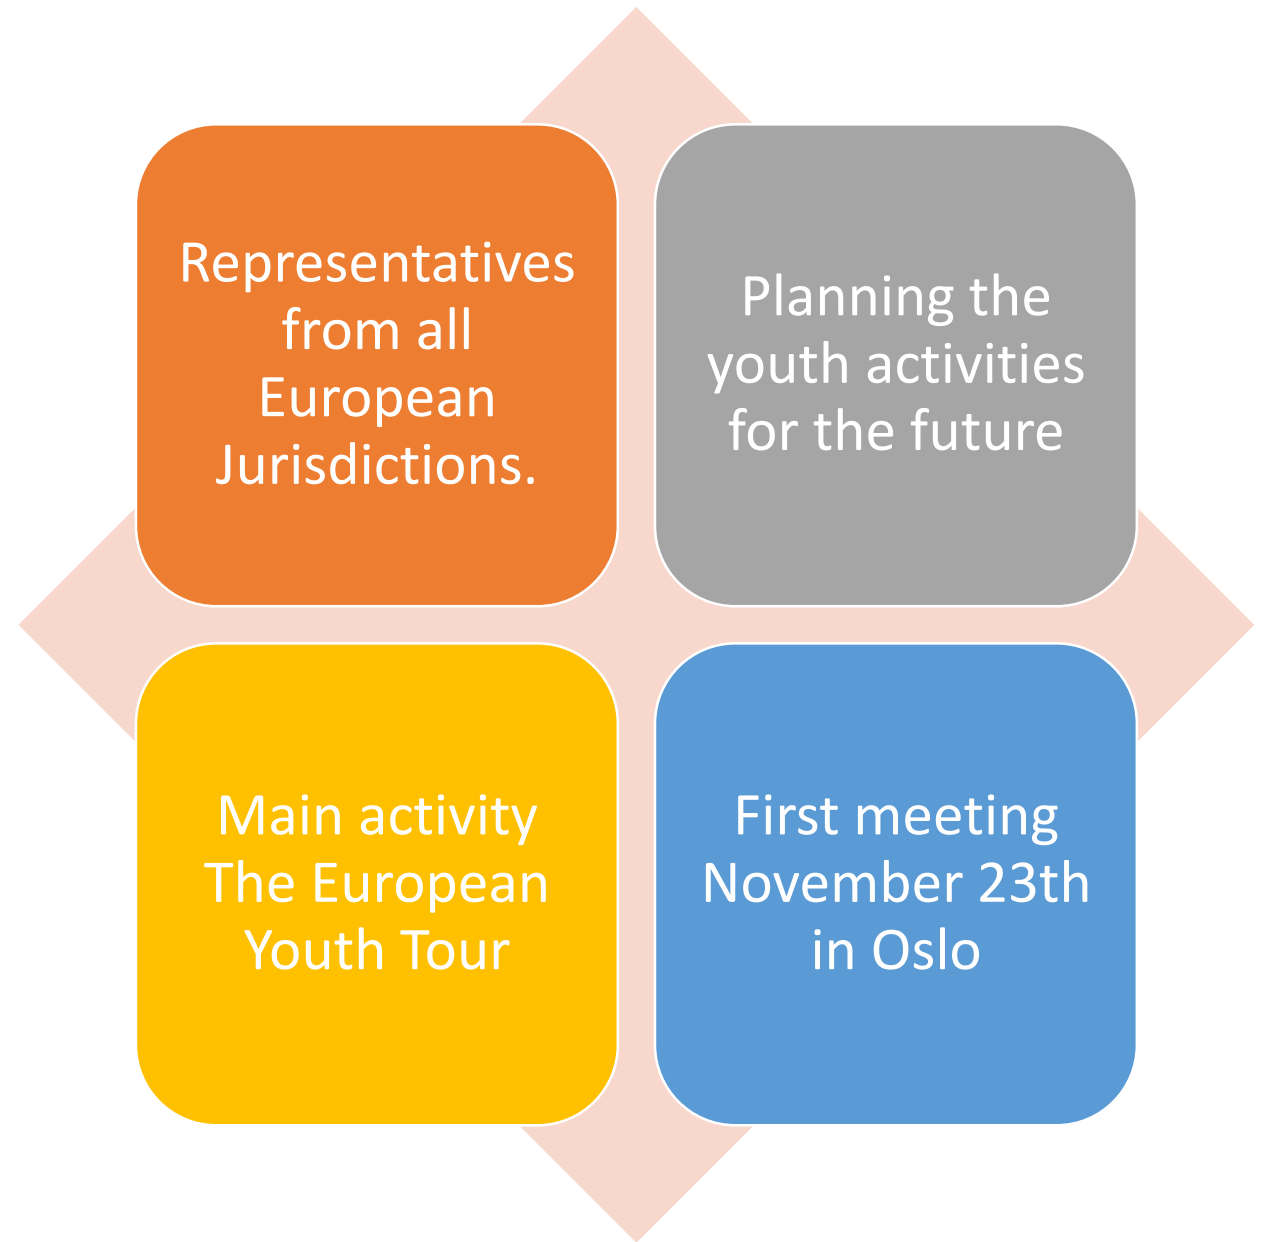 Representatives
from all
European
Jurisdictions.
Planning the
youth activities
for the future
Main activity
The European
Youth Tour
First meeting
November 23th
in Oslo